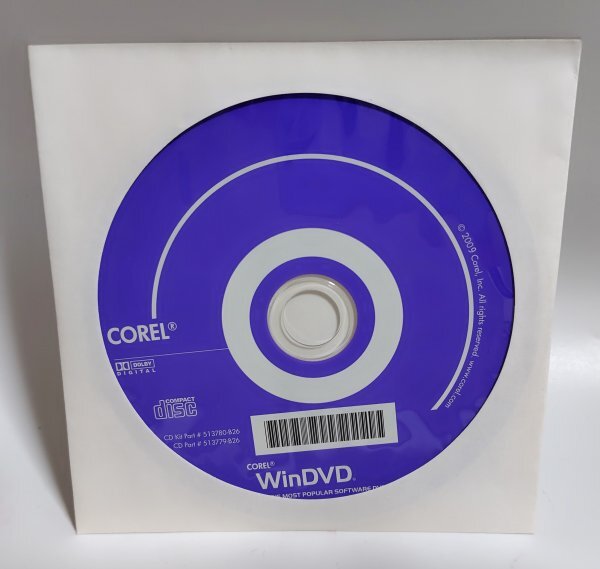 © 2009 Corel, Inc. All rights reserved. www.corel.com
COREL®
DOLBY
DIGITAL
COMPACT
disc
CD Kit Part # 513780-B26
CD Part # 513779-B26
COREL®
WinDVD®
MOST POPULAR SOFTWARE